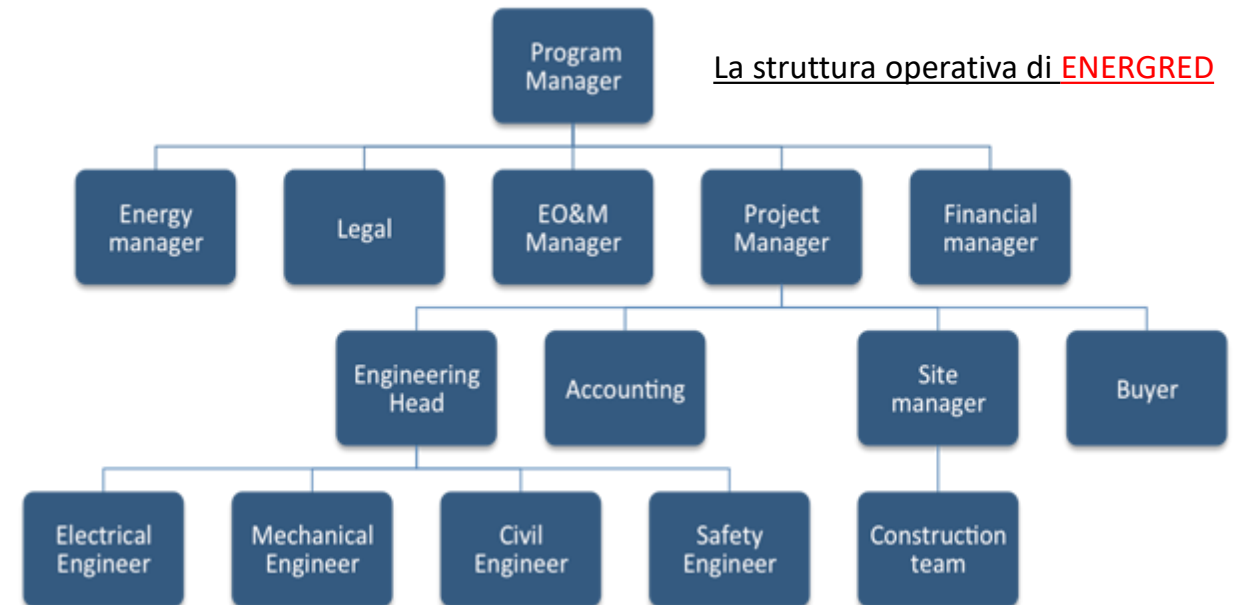 Program
Manager
La struttura operativa di ENERGRED
Energy
manager
Legal
EO&M
Manager
Project
Manager
Financial
manager
Engineering
Head
Accounting
Site
manager
Buyer
Electrical
Engineer
Mechanical
Engineer
Civil
Engineer
Safety
Engineer
Construction
team